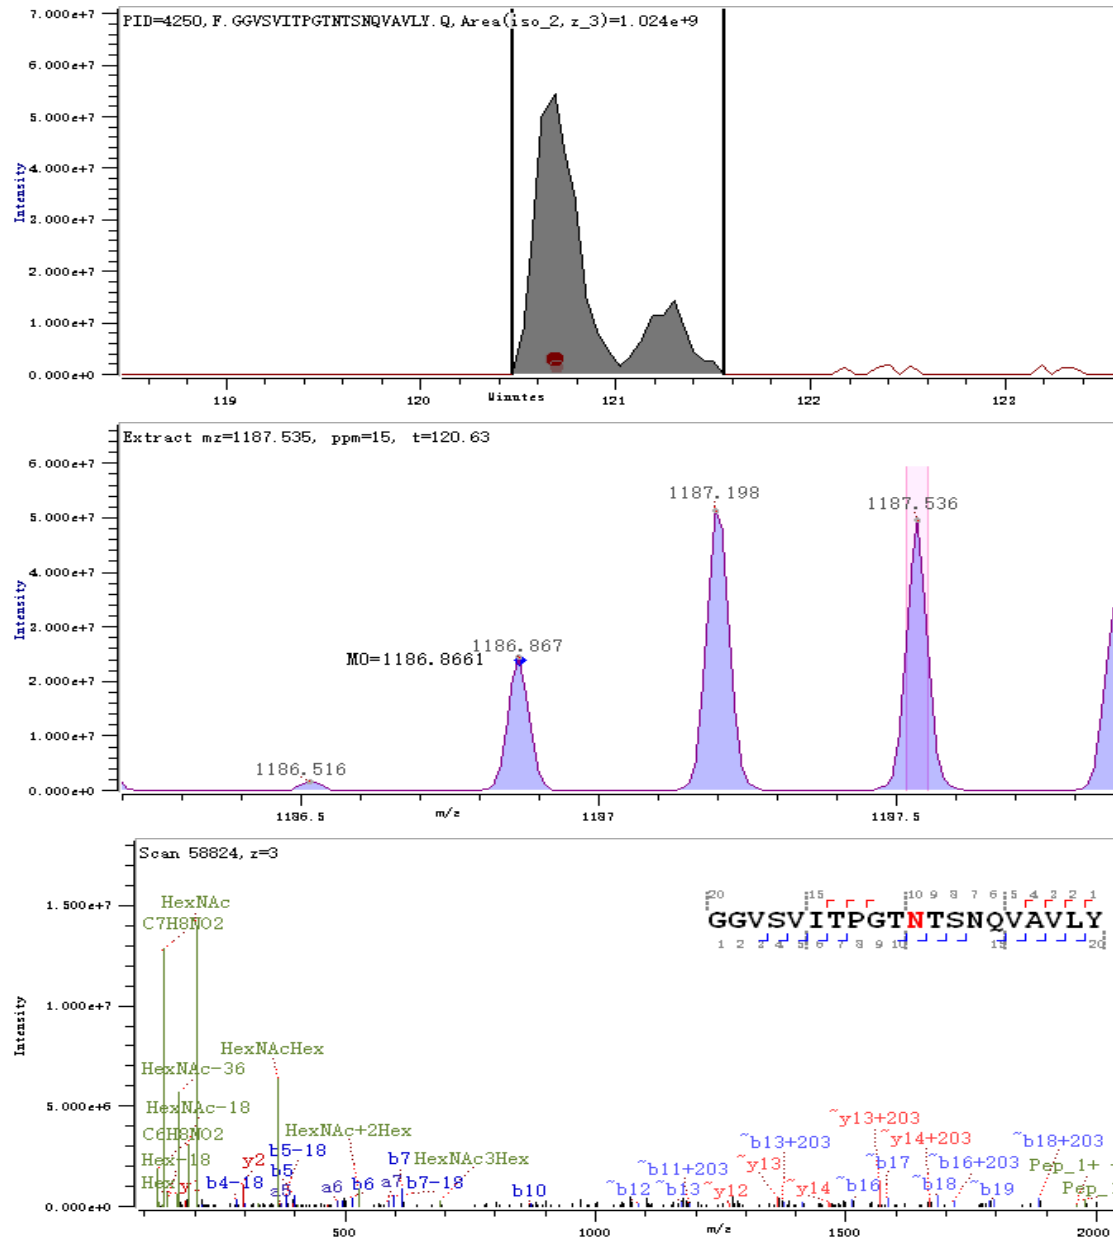 7.000e+7
PID=4250, F.GGVSVITPGTNTSNQVAVLY.Q, Area(iso_2, z_3)=1.024e+9
6.000e+7
5.000e+7
4.000e+7
3.000e+7
2.000e+7
1.000e+7
0.000e+0
Intensity
119
120
Minutes
121
122
123
Extract mz=1187.535, ppm=15, t=120.63
6.000e+7
5.000e+7
4.000e+7
3.000e+7
2.000e+7
1.000e+7
0.000e+0
Intensity
1187.198
1187.536
1186.867
MO=1186.8661
1186.516
1186.5
m/z
1187
1187.5
Scan 58824, z=3
1.500e+7
1.000e+7
5.000e+6
0.000e+0
Intensity
HexNAc
C7H8NO2
20 15 10 9 8 7 6 5 4 3 2 1
GGVSVITPGTNTSNQVAVLY
1 2 3 4 5 6 7 8 9 10 15 20
HexNAcHex
HexNAc-36
HexNAc-18
C6H8NO2
HexNAc+2Hex
Hex-18
Hex
y1
b4-18
y2
b5-18
b5
a5
a6
b6
a7
b7
b7-18
HexNAc3Hex
b10
~b11+203
~b12
~b13
~y12
~y13
~b13+203
~y14
~y13+203
~b16
~b17
~y14+203
~b18
~b16+203
~b19
~b18+203
Pep_1+
Pep_1
500
1000
m/z
1500
2000